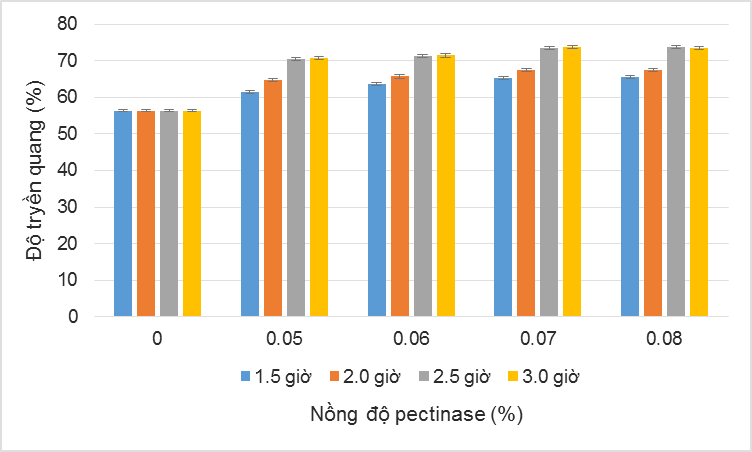 80
70
60
50
40
30
20
10
0
Độ tryền quang (%)
0 0.05 0.06 0.07 0.08
1.5 giờ 2.0 giờ 2.5 giờ 3.0 giờ
Nồng độ pectinase (%)